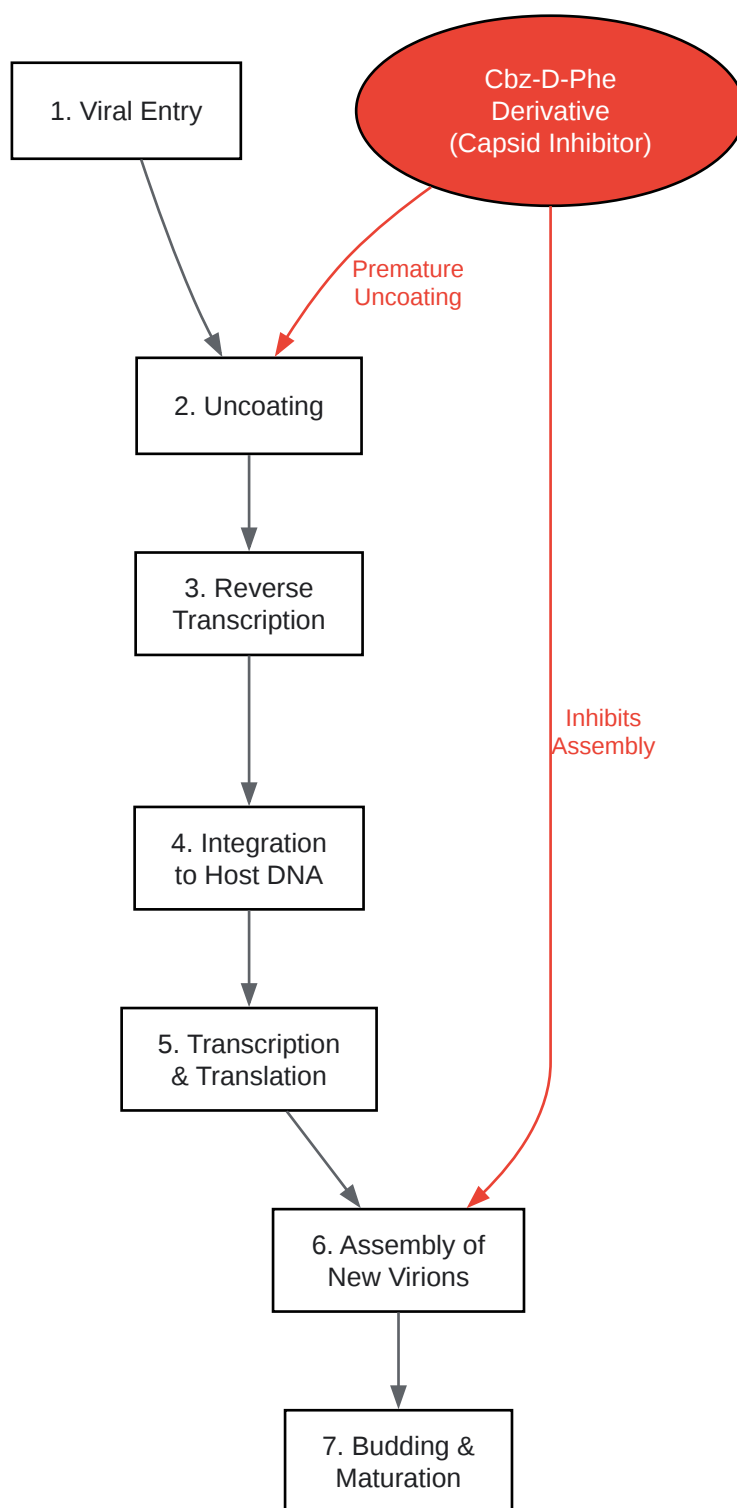 1. Viral Entry
Cbz-D-Phe
Derivative
(Capsid Inhibitor)
Premature
Uncoating
2. Uncoating
3. Reverse
Transcription
Inhibits
Assembly
4. Integration
to Host DNA
5. Transcription
& Translation
6. Assembly of
New Virions
7. Budding &
Maturation